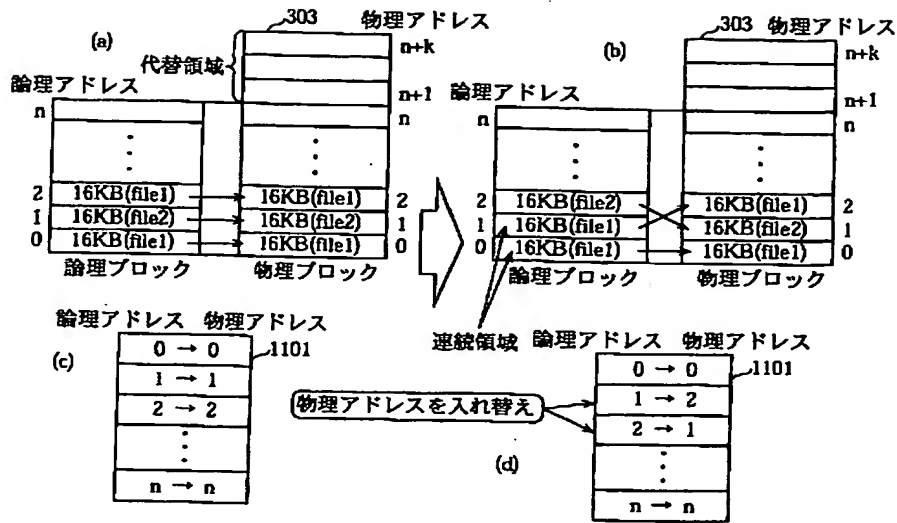 (a)
303
物理アドレス
n+k
代替領域
論理アドレス
n
n+1
n
⋮
⋮
2
16KB(file1)
16KB(file1)
2
1
16KB(file2)
16KB(file2)
1
0
16KB(file1)
16KB(file1)
0
論理ブロック
物理ブロック
(b)
303
物理アドレス
n+k
論理アドレス
n
n+1
n
⋮
⋮
2
16KB(file2)
16KB(file1)
2
1
16KB(file1)
16KB(file2)
1
0
16KB(file1)
16KB(file1)
0
論理ブロック
物理ブロック
連続領域
(c)
論理アドレス 物理アドレス
0 → 0
1101
1 → 1
2 → 2
⋮
n → n
物理アドレスを入れ替え
(d)
論理アドレス 物理アドレス
0 → 0
1101
1 → 2
2 → 1
⋮
n → n